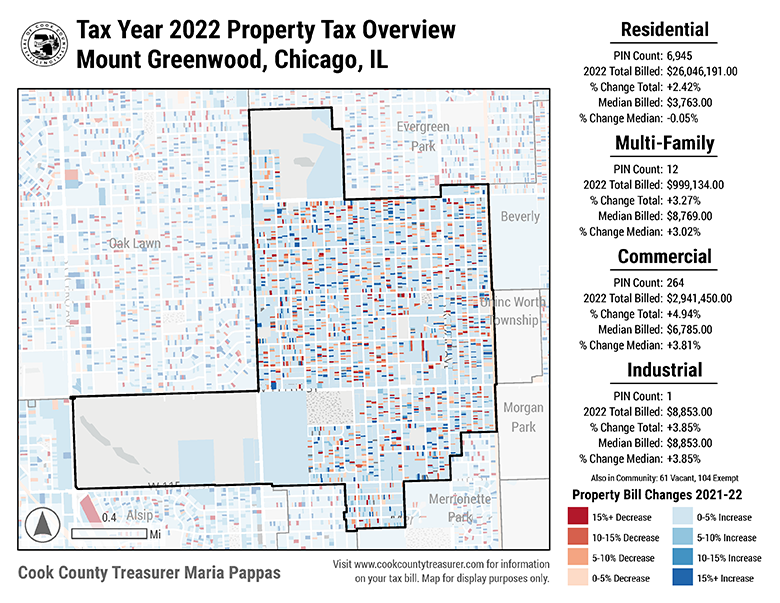 Tax Year 2022 Property Tax Overview
Mount Greenwood, Chicago, IL
Evergreen
Park
Oak Lawn
Beverly
Uninc Worth
Township
Morgan
Park
Merrionette
Park
Alsip
0.4
Mi
Residential
PIN Count: 6,945
2022 Total Billed: $26,046,191.00
% Change Total: +2.42%
Median Billed: $3,763.00
% Change Median: -0.05%
Multi-Family
PIN Count: 12
2022 Total Billed: $999,134.00
% Change Total: +3.27%
Median Billed: $8,769.00
% Change Median: +3.02%
Commercial
PIN Count: 264
2022 Total Billed: $2,941,450.00
% Change Total: +4.94%
Median Billed: $6,785.00
% Change Median: +3.81%
Industrial
PIN Count: 1
2022 Total Billed: $8,853.00
% Change Total: +3.85%
Median Billed: $8,853.00
% Change Median: +3.85%
Also in Community: 61 Vacant, 104 Exempt
Property Bill Changes 2021-22
15%+ Decrease
10-15% Decrease
5-10% Decrease
0-5% Decrease
0-5% Increase
5-10% Increase
10-15% Increase
15%+ Increase
Cook County Treasurer Maria Pappas
Visit www.cookcountytreasurer.com for information
on your tax bill. Map for display purposes only.